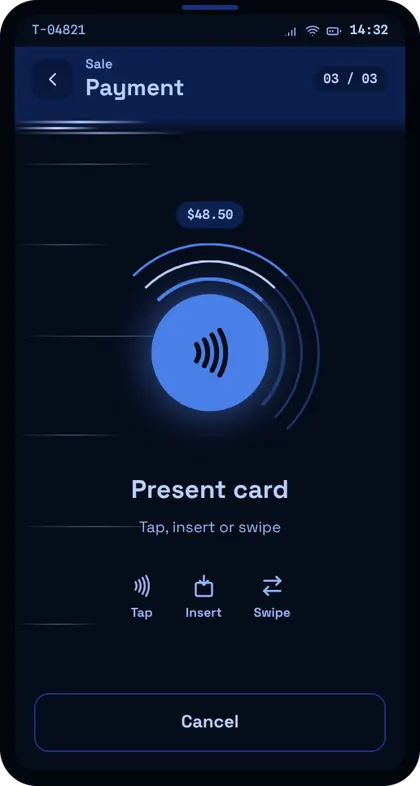 T-04821
14:32
Sale
Payment
03 / 03
$48.50
Present card
Tap, insert or swipe
Tap
Insert
Swipe
Cancel